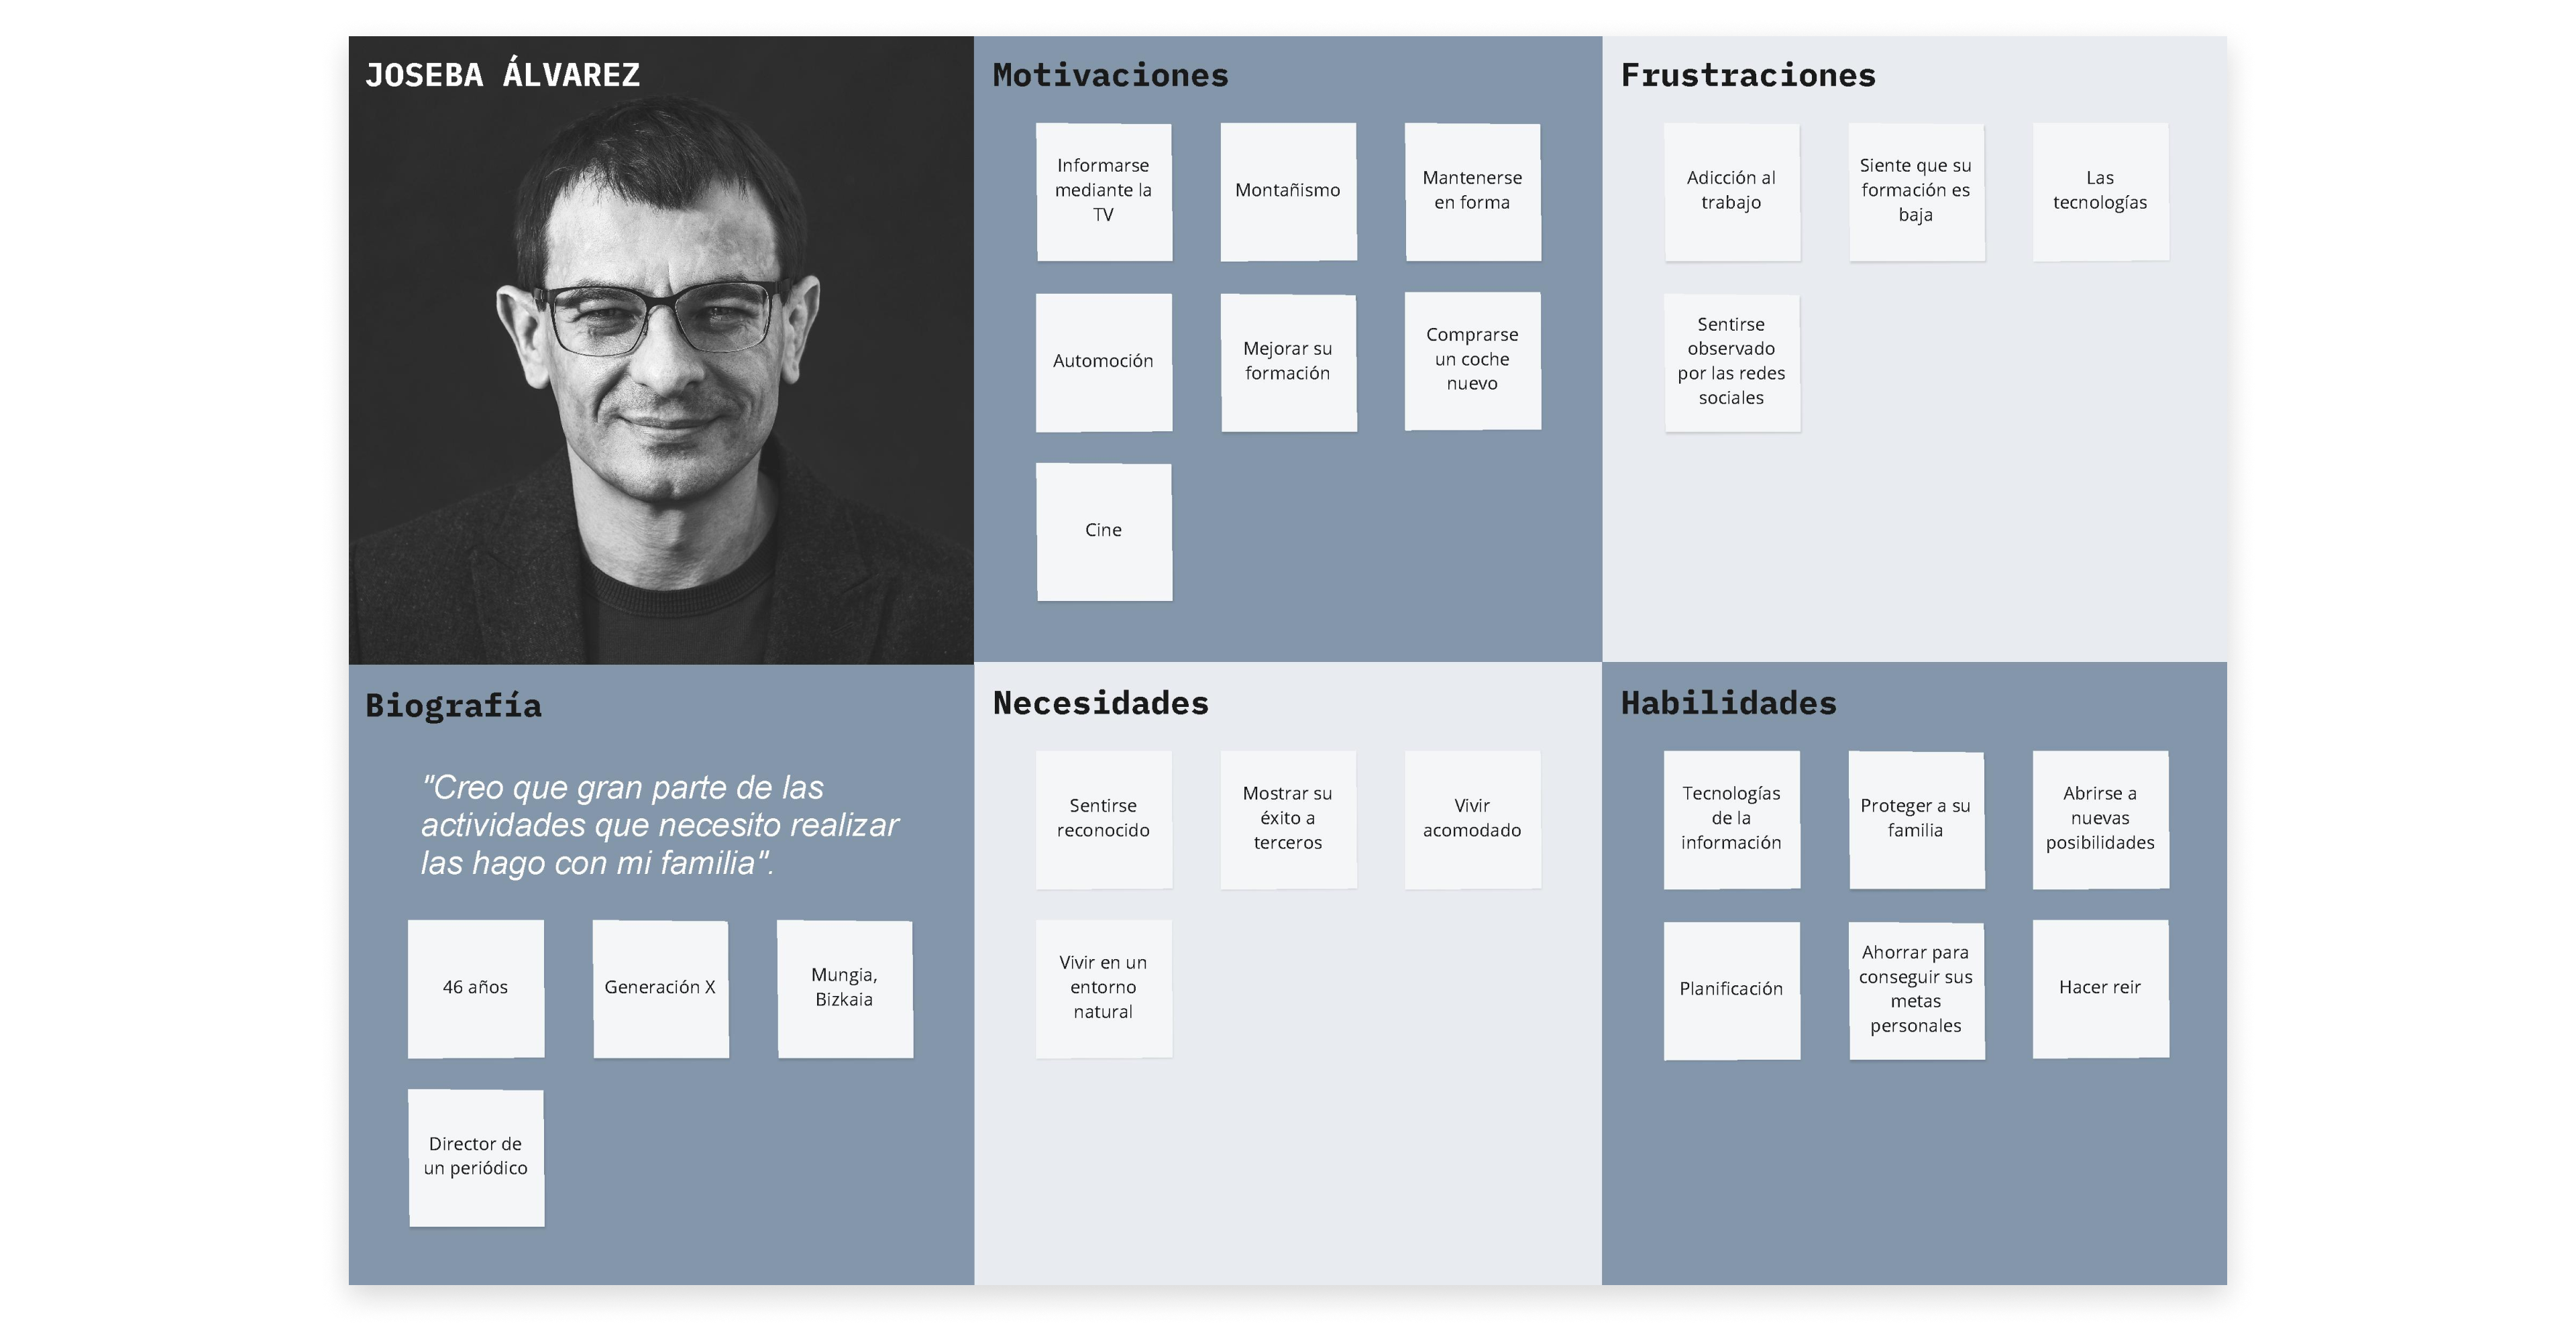 JOSEBA ÁLVAREZ
Motivaciones
Informarse
mediante la
TV
Montañismo
Mantenerse
en forma
Automoción
Mejorar su
formación
Comprarse
un coche
nuevo
Cine
Frustraciones
Adicción al
trabajo
Siente que su
formación es
baja
Las
tecnologías
Sentirse
observado
por las redes
sociales
Biografía
"Creo que gran parte de las
actividades que necesito realizar
las hago con mi familia".
46 años
Generación X
Mungia,
Bizkaia
Director de
un periódico
Necesidades
Sentirse
reconocido
Mostrar su
éxito a
terceros
Vivir
acomodado
Vivir en un
entorno
natural
Habilidades
Tecnologías
de la
información
Proteger a su
familia
Abrirse a
nuevas
posibilidades
Planificación
Ahorrar para
conseguir sus
metas
personales
Hacer reir